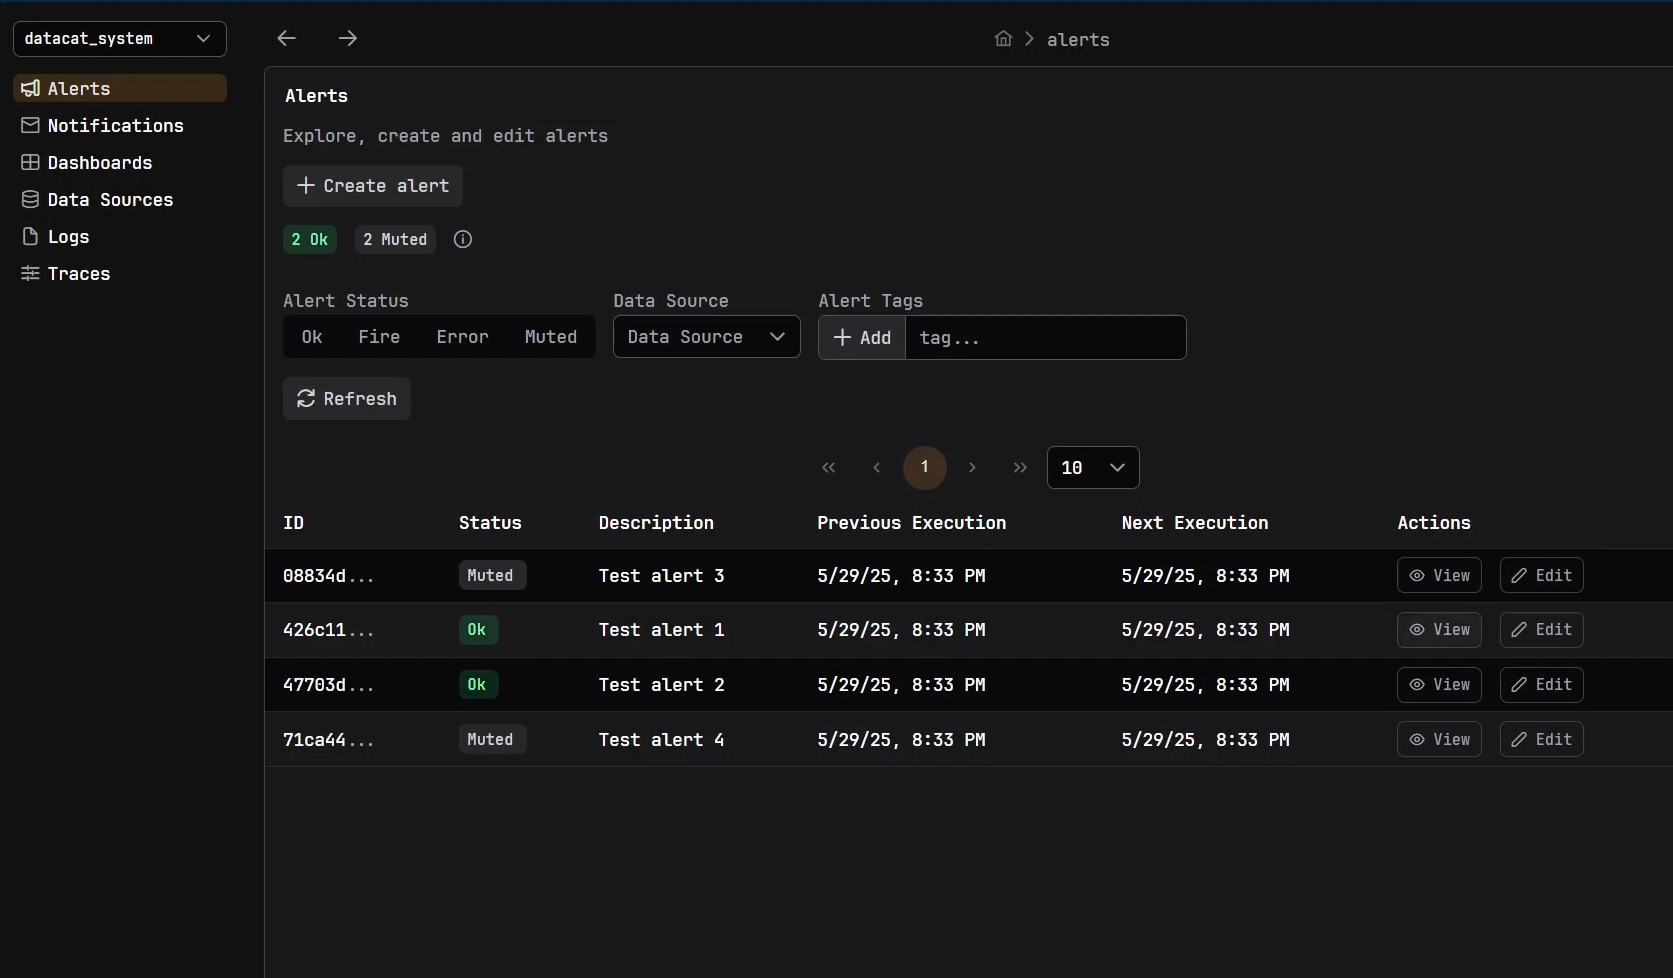 datacat_system
alerts
Alerts
Notifications
Dashboards
Data Sources
Logs
Traces
Alerts
Explore, create and edit alerts
Create alert
2 Ok 2 Muted
Alert Status Data Source Alert Tags
Ok Fire Error Muted Data Source Add tag...
Refresh
1 10
ID Status Description Previous Execution Next Execution Actions
08834d... Muted Test alert 3 5/29/25, 8:33 PM 5/29/25, 8:33 PM View Edit
426c11... Ok Test alert 1 5/29/25, 8:33 PM 5/29/25, 8:33 PM View Edit
47703d... Ok Test alert 2 5/29/25, 8:33 PM 5/29/25, 8:33 PM View Edit
71ca44... Muted Test alert 4 5/29/25, 8:33 PM 5/29/25, 8:33 PM View Edit